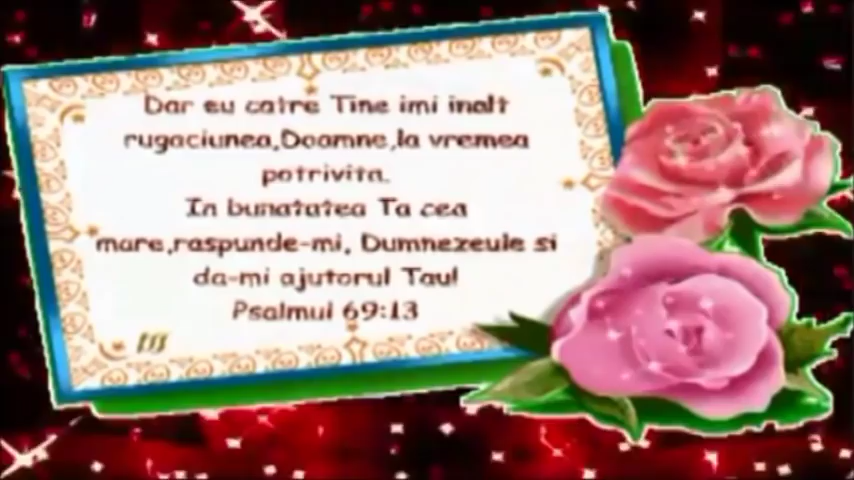 Dar eu catre Tine imi inalt
rugaciunea,Doamne,la vremea
potrivita.
In bunatatea Ta cea
mare,raspunde-mi, Dumnezeule si
da-mi ajutorul Tau!
Psalmul 69:13